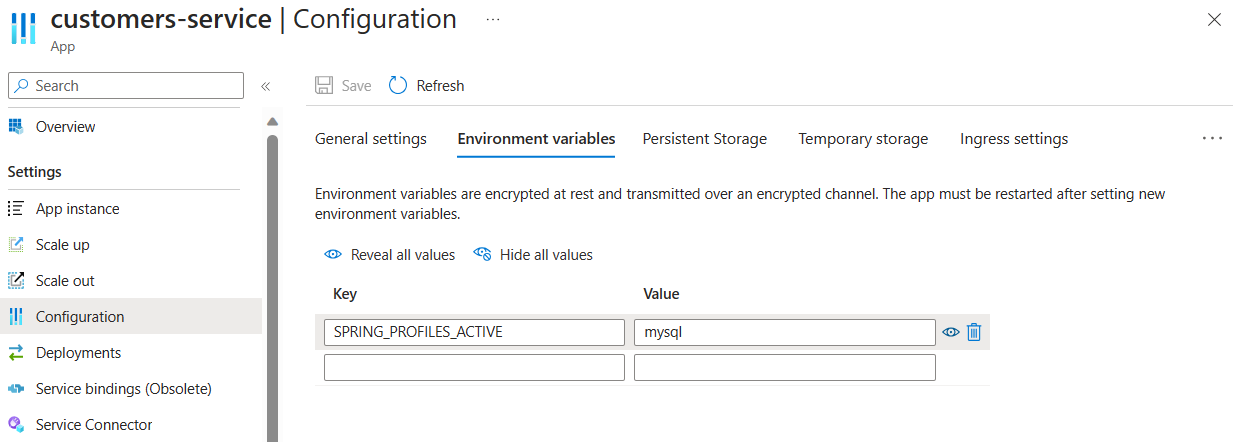 customers-service | Configuration ...
App
Search «
Overview
Settings
App instance
Scale up
Scale out
Configuration
Deployments
Service bindings (Obsolete)
Service Connector
Save Refresh
General settings Environment variables Persistent Storage Temporary storage Ingress settings ...
Environment variables are encrypted at rest and transmitted over an encrypted channel. The app must be restarted after setting new
environment variables.
Reveal all values Hide all values
Key Value
SPRING_PROFILES_ACTIVE mysql